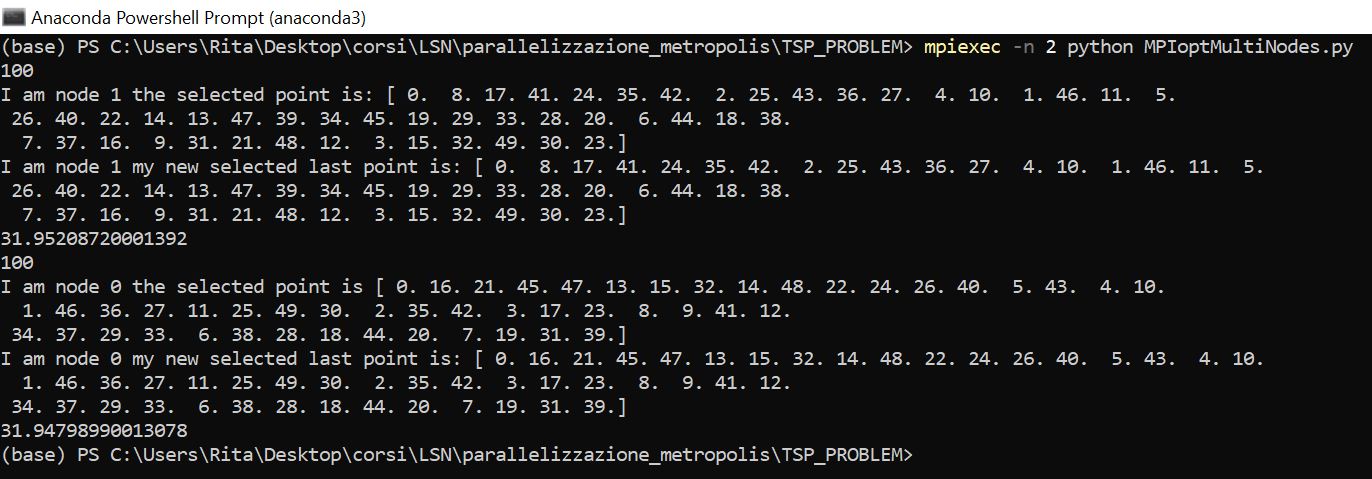 Anaconda Powershell Prompt (anaconda3)
(base) PS C:\Users\Rita\Desktop\corsi\LSN\parallelizzazione_metropolis\TSP_PROBLEM> mpiexec -n 2 python MPIoptMultiNodes.py
100
I am node 1 the selected point is: [ 0.  8. 17. 41. 24. 35. 42.  2. 25. 43. 36. 27.  4. 10.  1. 46. 11.  5.
 26. 40. 22. 14. 13. 47. 39. 34. 45. 19. 29. 33. 28. 20.  6. 44. 18. 38.
  7. 37. 16.  9. 31. 21. 48. 12.  3. 15. 32. 49. 30. 23.]
I am node 1 my new selected last point is: [ 0.  8. 17. 41. 24. 35. 42.  2. 25. 43. 36. 27.  4. 10.  1. 46. 11.  5.
 26. 40. 22. 14. 13. 47. 39. 34. 45. 19. 29. 33. 28. 20.  6. 44. 18. 38.
  7. 37. 16.  9. 31. 21. 48. 12.  3. 15. 32. 49. 30. 23.]
31.95208720001392
100
I am node 0 the selected point is [ 0. 16. 21. 45. 47. 13. 15. 32. 14. 48. 22. 24. 26. 40.  5. 43.  4. 10.
  1. 46. 36. 27. 11. 25. 49. 30.  2. 35. 42.  3. 17. 23.  8.  9. 41. 12.
 34. 37. 29. 33.  6. 38. 28. 18. 44. 20.  7. 19. 31. 39.]
I am node 0 my new selected last point is: [ 0. 16. 21. 45. 47. 13. 15. 32. 14. 48. 22. 24. 26. 40.  5. 43.  4. 10.
  1. 46. 36. 27. 11. 25. 49. 30.  2. 35. 42.  3. 17. 23.  8.  9. 41. 12.
 34. 37. 29. 33.  6. 38. 28. 18. 44. 20.  7. 19. 31. 39.]
31.94798990013078
(base) PS C:\Users\Rita\Desktop\corsi\LSN\parallelizzazione_metropolis\TSP_PROBLEM>